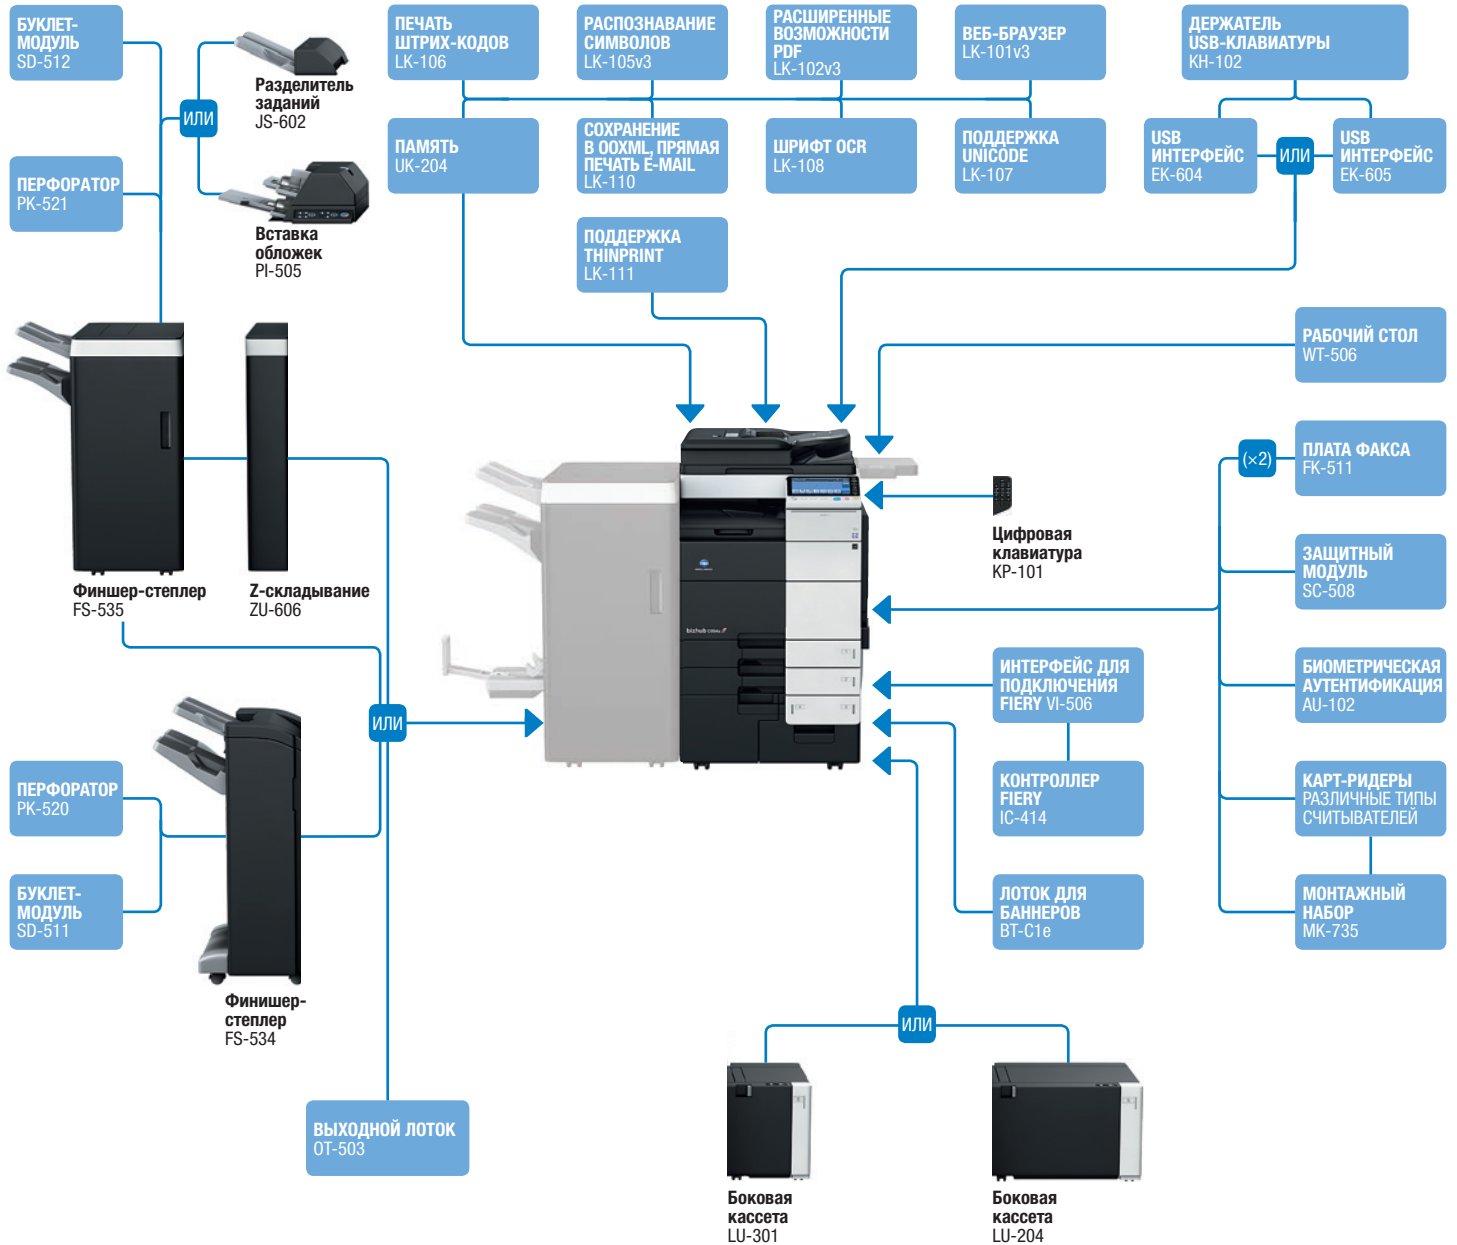 БУКЛЕТ-
МОДУЛЬ
SD-512
Разделитель
заданий
JS-602
ИЛИ
ПЕРФОРАТОР
PK-521
Вставка
обложек
PI-505
ПЕЧАТЬ
ШТРИХ-КОДОВ
LK-106
РАСПОЗНАВАНИЕ
СИМВОЛОВ
LK-105v3
РАСШИРЕННЫЕ
ВОЗМОЖНОСТИ
PDF
LK-102v3
ВЕБ-БРАУЗЕР
LK-101v3
ДЕРЖАТЕЛЬ
USB-КЛАВИАТУРЫ
KH-102
ПАМЯТЬ
UK-204
СОХРАНЕНИЕ
В OOXML, ПРЯМАЯ
ПЕЧАТЬ E-MAIL
LK-110
ШРИФТ OCR
LK-108
ПОДДЕРЖКА
UNICODE
LK-107
USB
ИНТЕРФЕЙС
EK-604
ИЛИ
USB
ИНТЕРФЕЙС
EK-605
ПОДДЕРЖКА
THINPRINT
LK-111
РАБОЧИЙ СТОЛ
WT-506
(×2)
ПЛАТА ФАКСА
FK-511
Цифровая
клавиатура
KP-101
ЗАЩИТНЫЙ
МОДУЛЬ
SC-508
Финшер-степлер
FS-535
Z-складывание
ZU-606
bizhub
ИНТЕРФЕЙС ДЛЯ
ПОДКЛЮЧЕНИЯ
FIERY VI-506
БИОМЕТРИЧЕСКАЯ
АУТЕНТИФИКАЦИЯ
AU-102
ИЛИ
ПЕРФОРАТОР
PK-520
КОНТРОЛЛЕР
FIERY
IC-414
КАРТ-РИДЕРЫ
РАЗЛИЧНЫЕ ТИПЫ
СЧИТЫВАТЕЛЕЙ
БУКЛЕТ-
МОДУЛЬ
SD-511
ЛОТОК ДЛЯ
БАННЕРОВ
BT-C1e
МОНТАЖНЫЙ
НАБОР
MK-735
Финишер-
степлер
FS-534
ИЛИ
ВЫХОДНОЙ ЛОТОК
OT-503
Боковая
кассета
LU-301
Боковая
кассета
LU-204